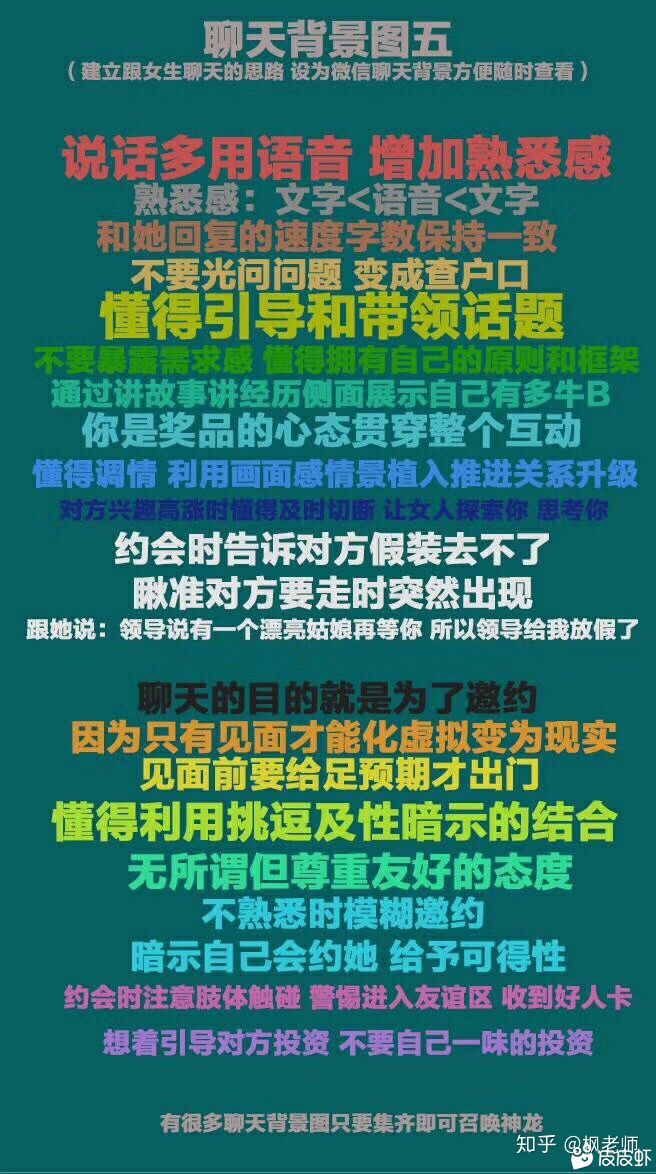 聊天背景图五
（建立跟女生聊天的思路 设为微信聊天背景方便随时查看）
说话多用语音 增加熟悉感
熟悉感：文字<语音<文字
和她回复的速度字数保持一致
不要光问问题 变成查户口
懂得引导和带领话题
不要暴露需求感 懂得拥有自己的原则和框架
通过讲故事讲经历侧面展示自己有多牛B
你是奖品的心态贯穿整个互动
懂得调情 利用画面感情景植入推进关系升级
对方兴趣高涨时懂得及时切断 让女人探索你 思考你
约会时告诉对方假装去不了
瞅准对方要走时突然出现
跟她说：领导说有一个漂亮姑娘再等你 所以领导给我放假了
聊天的目的就是为了邀约
因为只有见面才能化虚拟变为现实
见面前要给足预期才出门
懂得利用挑逗及性暗示的结合
无所谓但尊重友好的态度
不熟悉时模糊邀约
暗示自己会约她 给予可得性
约会时注意肢体触碰 警惕进入友谊区 收到好人卡
想着引导对方投资 不要自己一味的投资
有很多聊天背景图只要集齐即可召唤神龙
知乎 @枫老师
皮皮虾